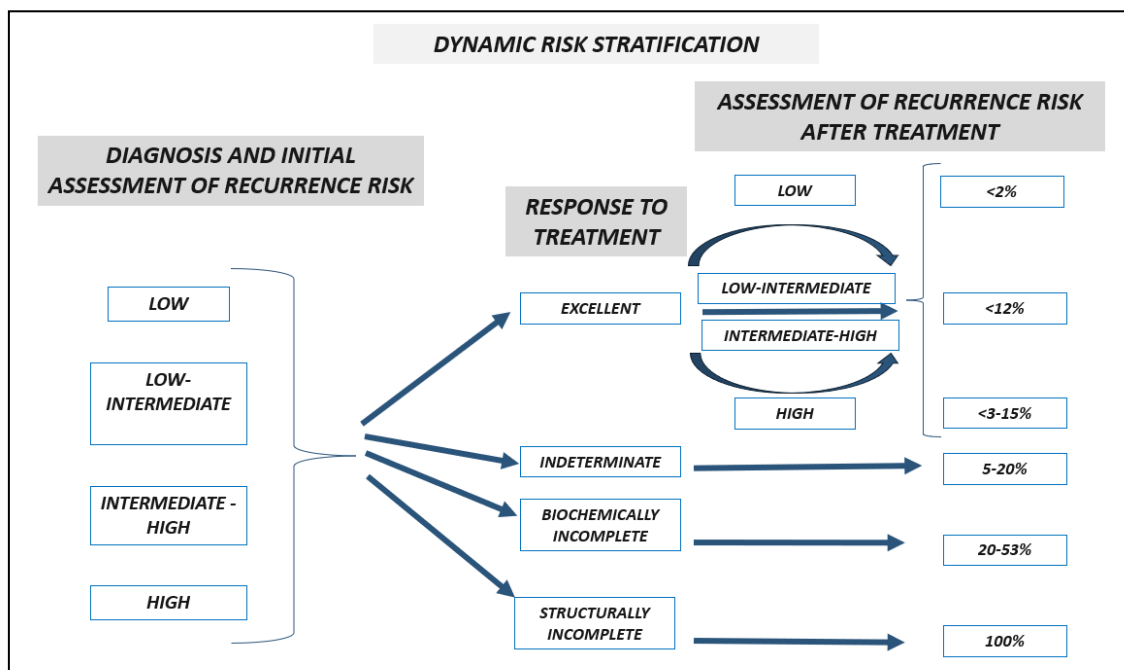 DYNAMIC RISK STRATIFICATION
DIAGNOSIS AND INITIAL
ASSESSMENT OF RECURRENCE RISK
LOW
LOW-
INTERMEDIATE
INTERMEDIATE -
HIGH
HIGH
RESPONSE TO
TREATMENT
EXCELLENT
INDETERMINATE
BIOCHEMICALLY
INCOMPLETE
STRUCTURALLY
INCOMPLETE
ASSESSMENT OF RECURRENCE RISK
AFTER TREATMENT
LOW
LOW-INTERMEDIATE
INTERMEDIATE-HIGH
HIGH
<2%
<12%
<3-15%
5-20%
20-53%
100%